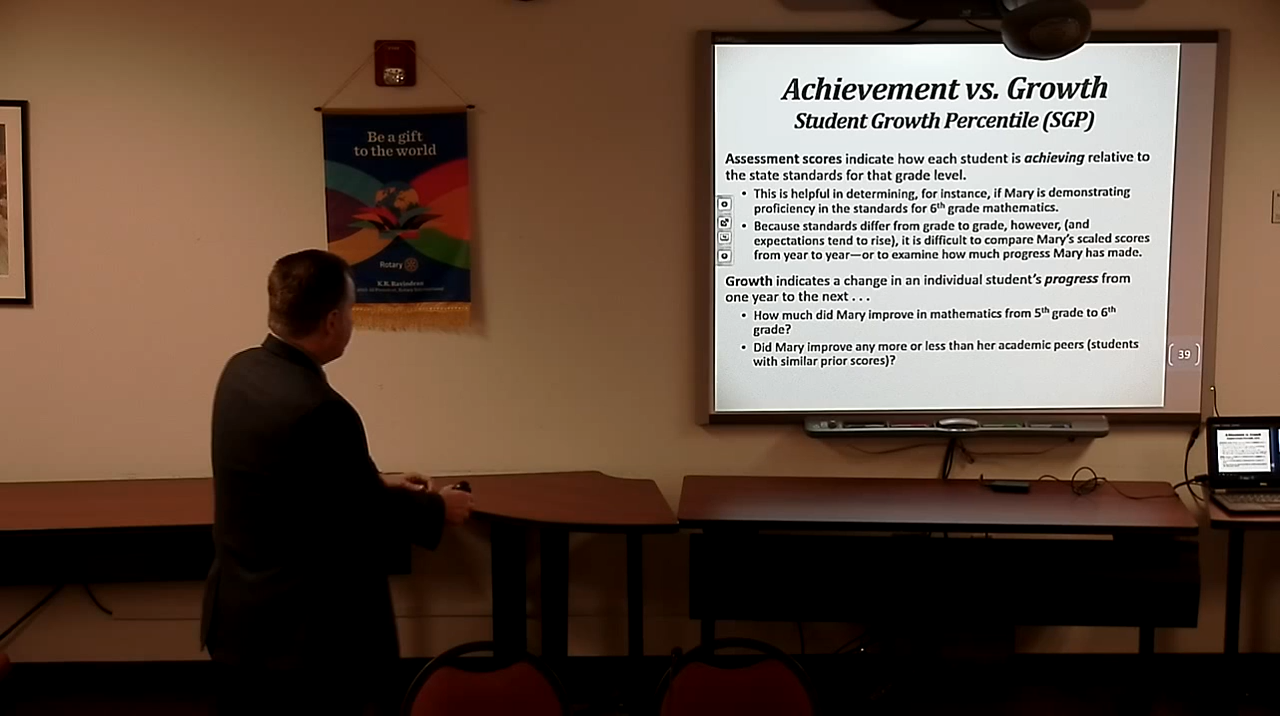 Be a gift
to the world
Rotary
K.R. Ravindran
Achievement vs. Growth
Student Growth Percentile (SGP)
Assessment scores indicate how each student is achieving relative to
the state standards for that grade level.
• This is helpful in determining, for instance, if Mary is demonstrating
proficiency in the standards for 6th grade mathematics.
• Because standards differ from grade to grade, however, (and
expectations tend to rise), it is difficult to compare Mary's scaled scores
from year to year—or to examine how much progress Mary has made.
Growth indicates a change in an individual student's progress from
one year to the next . . .
• How much did Mary improve in mathematics from 5th grade to 6th
grade?
• Did Mary improve any more or less than her academic peers (students
with similar prior scores)?
39